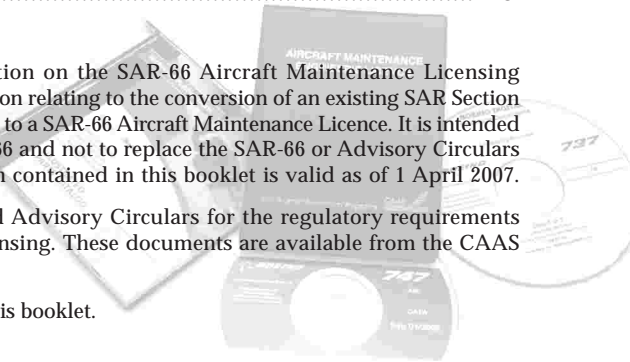 tion on the SAR-66 Aircraft Maintenance Licensing
on relating to the conversion of an existing SAR Section
to a SAR-66 Aircraft Maintenance Licence. It is intended
66 and not to replace the SAR-66 or Advisory Circulars
n contained in this booklet is valid as of 1 April 2007.
l Advisory Circulars for the regulatory requirements
ensing. These documents are available from the CAAS
is booklet.
AIRCRAFT MAINTENANCE
737
747